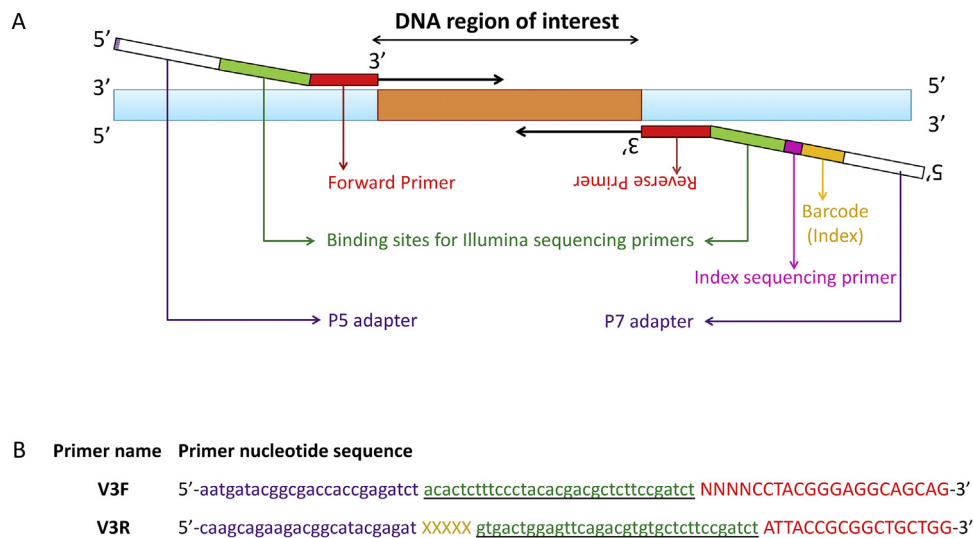 A
DNA region of interest
5’
3’
3’
5’
5’
3’
3’
5’
Forward Primer
Reverse Primer
Barcode
(Index)
Binding sites for Illumina sequencing primers
Index sequencing primer
P5 adapter
P7 adapter
B Primer name Primer nucleotide sequence
V3F 5’-aatgatacggcgaccaccgagatct acactctttccctacacgacgctcttccgatct NNNNCCTACGGGAGGCAGCAG-3’
V3R 5’-caagcagaagacggcatacgagat XXXXX gtgactggagttcagacgtgtgctcttccgatct ATTACCGCGGCTGCTGG-3’